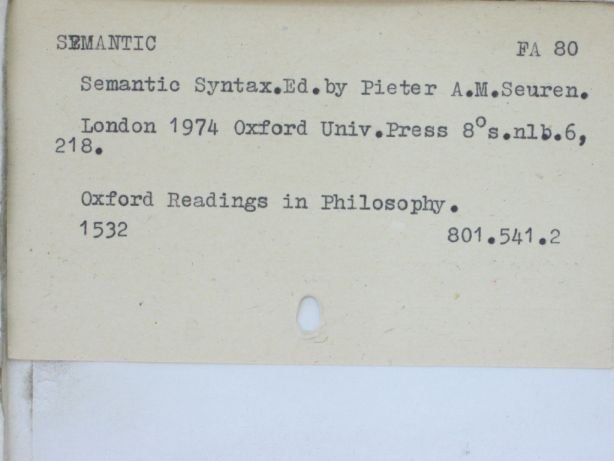 SEMANTIC FA 80
Semantic Syntax.Ed.by Pieter A.M.Seuren.
London 1974 Oxford Univ.Press 8°s.nlb.6,
218.
Oxford Readings in Philosophy.
1532 801.541.2